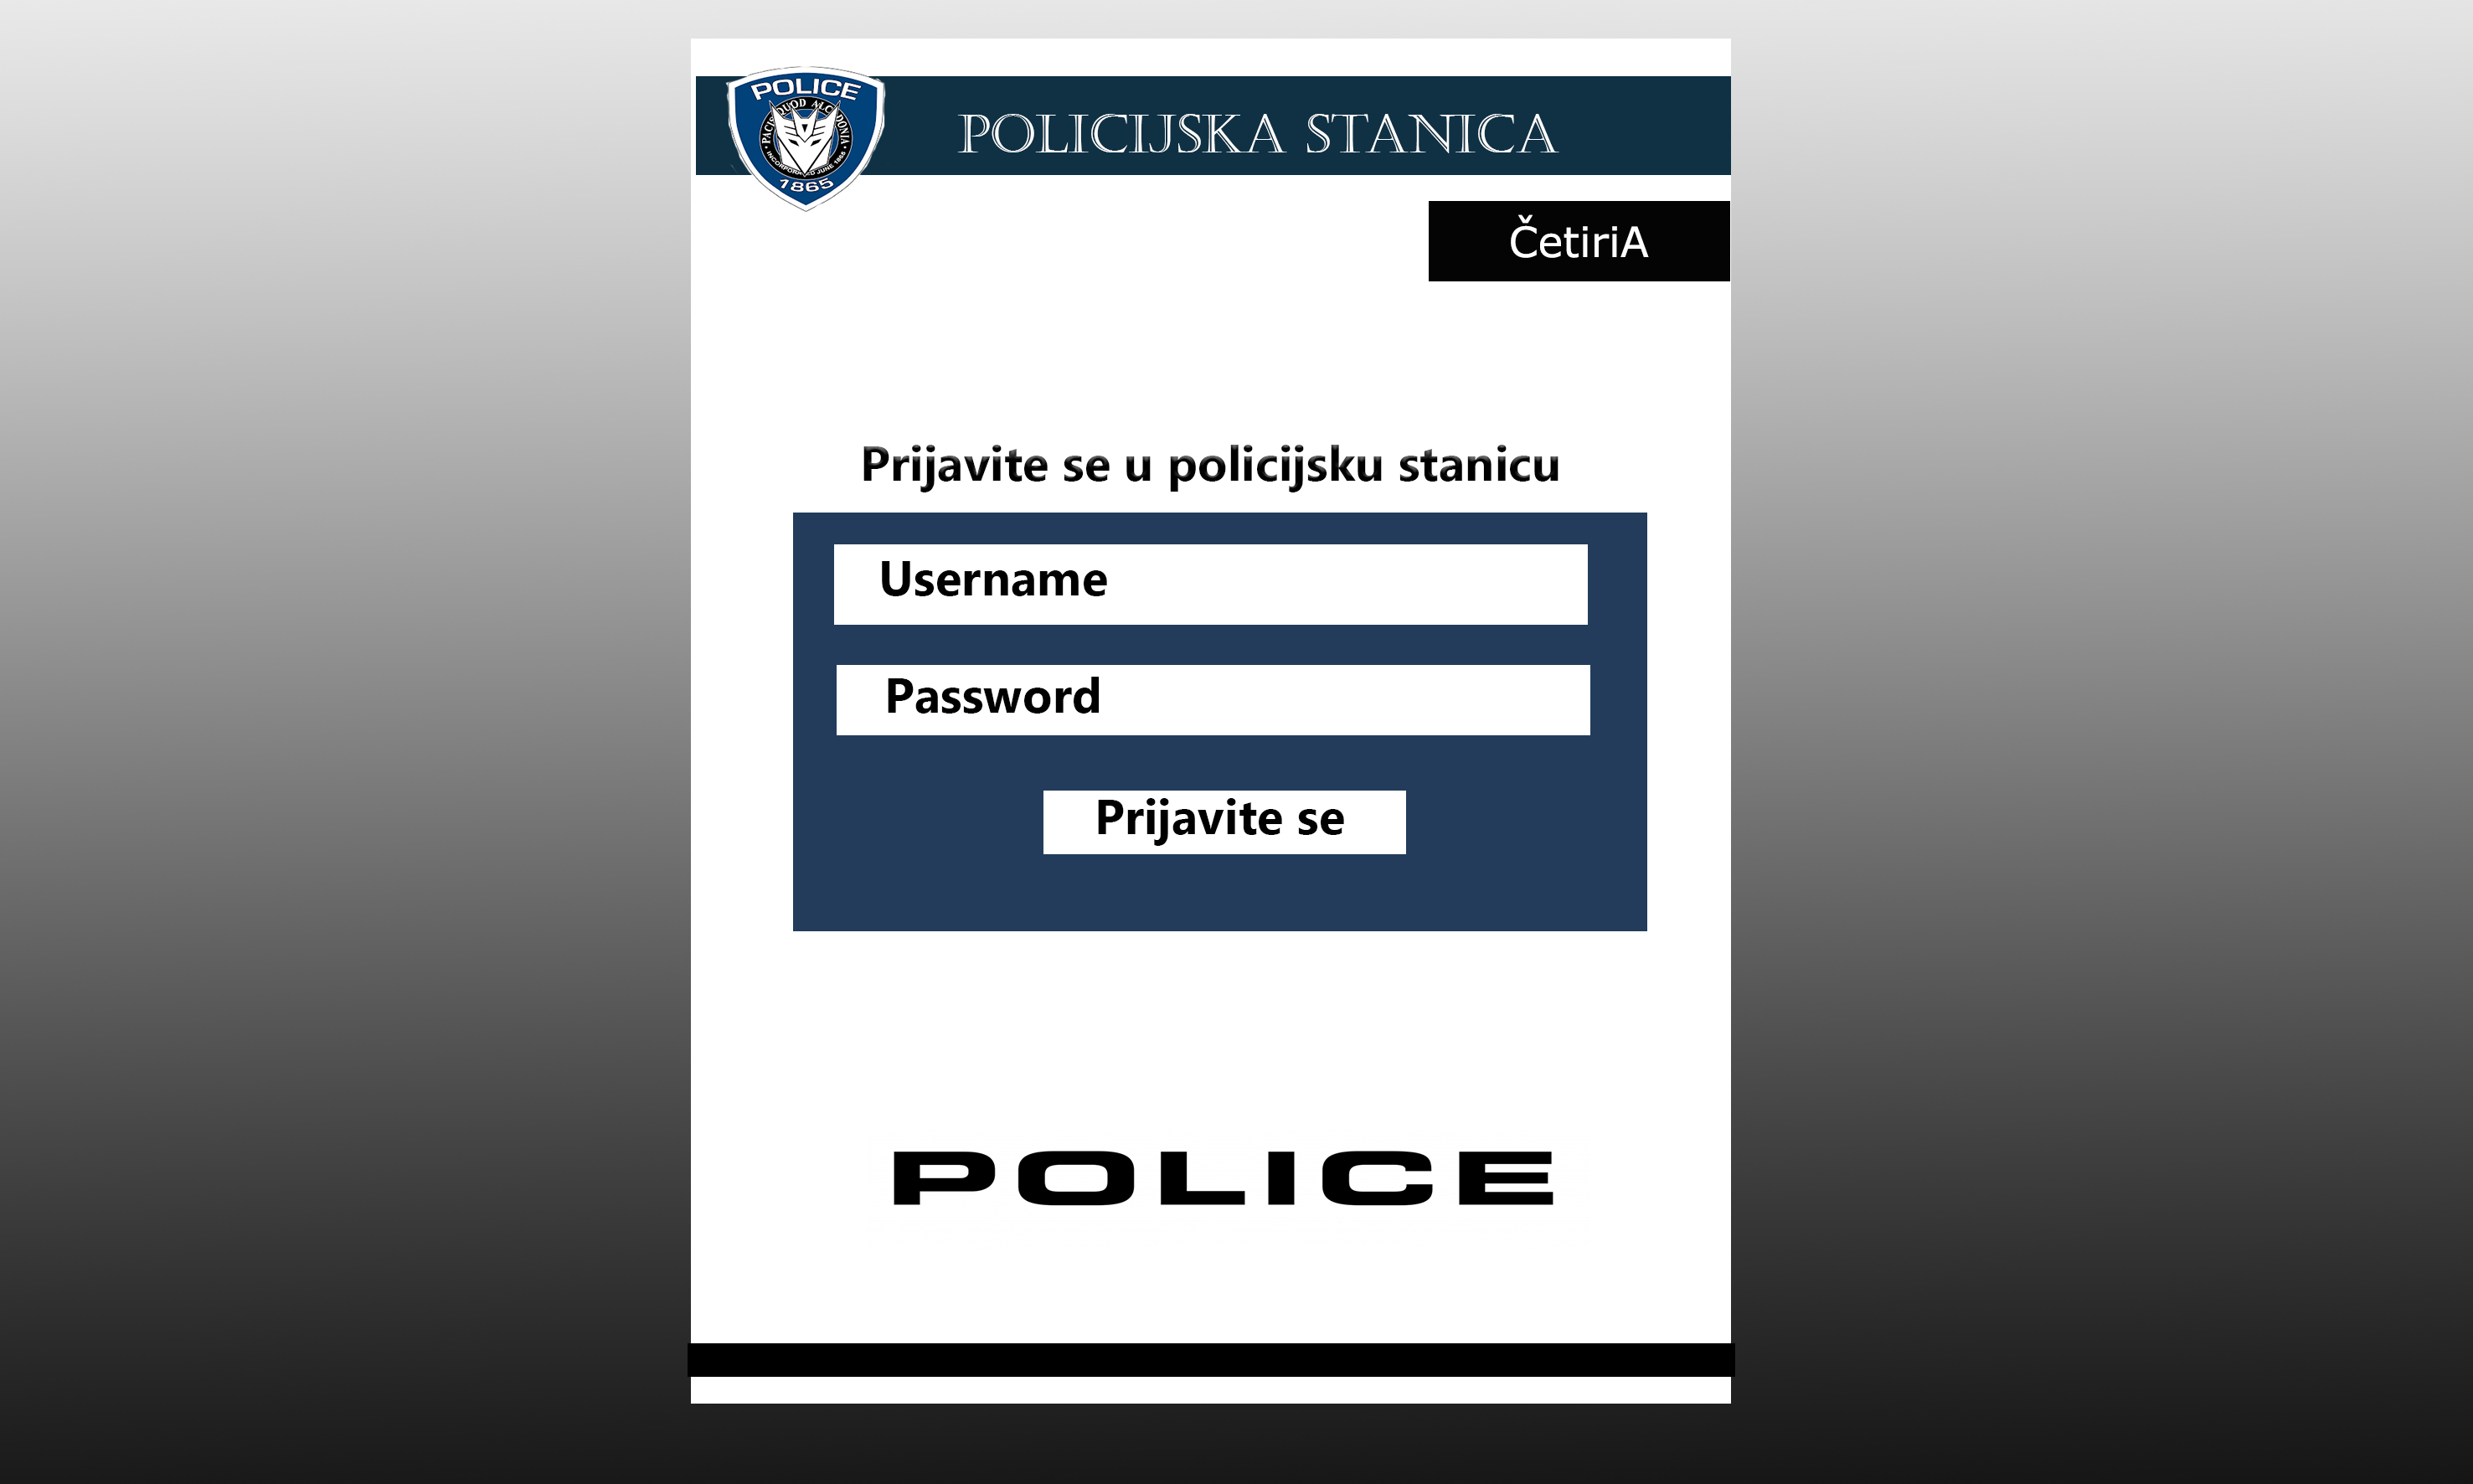 POLICE
PACIS QUOD ALCEDONIA
INCORPORATED JUNE 1865
1865
POLICIJSKA STANICA
ČetiriA
Prijavite se u policijsku stanicu
Username
Password
Prijavite se
POLICE